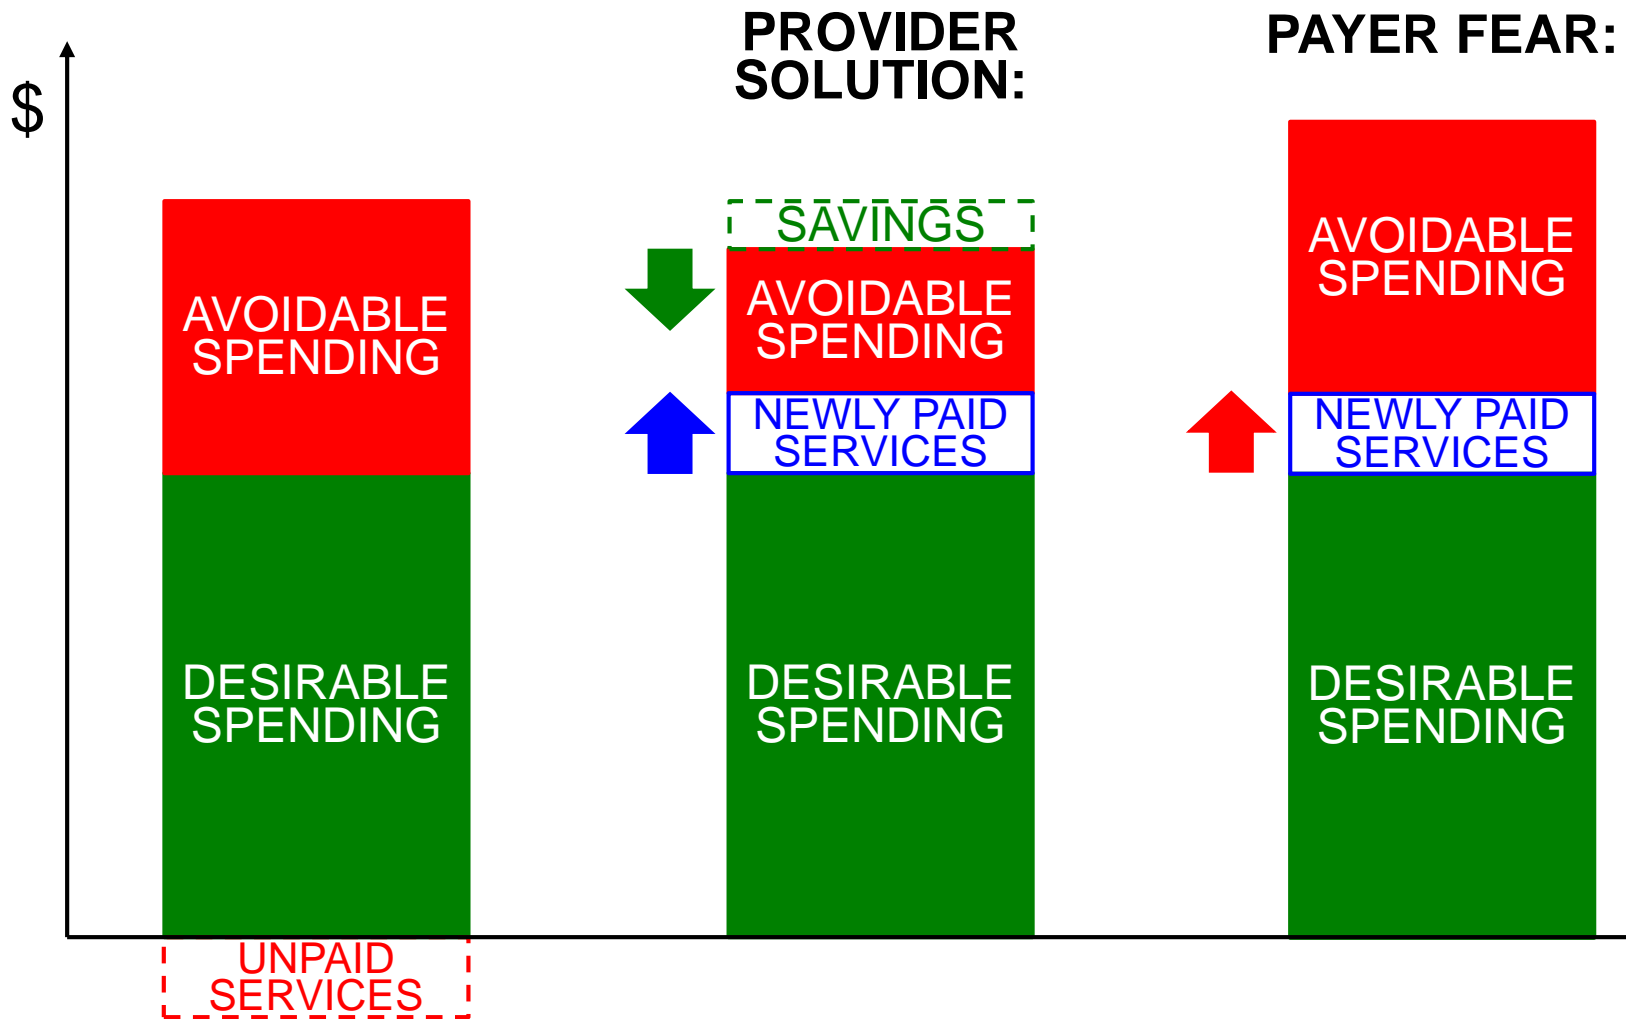 $
AVOIDABLE
SPENDING
DESIRABLE
SPENDING
UNPAID
SERVICES
PROVIDER
SOLUTION:
SAVINGS
AVOIDABLE
SPENDING
NEWLY PAID
SERVICES
DESIRABLE
SPENDING
PAYER FEAR:
AVOIDABLE
SPENDING
NEWLY PAID
SERVICES
DESIRABLE
SPENDING